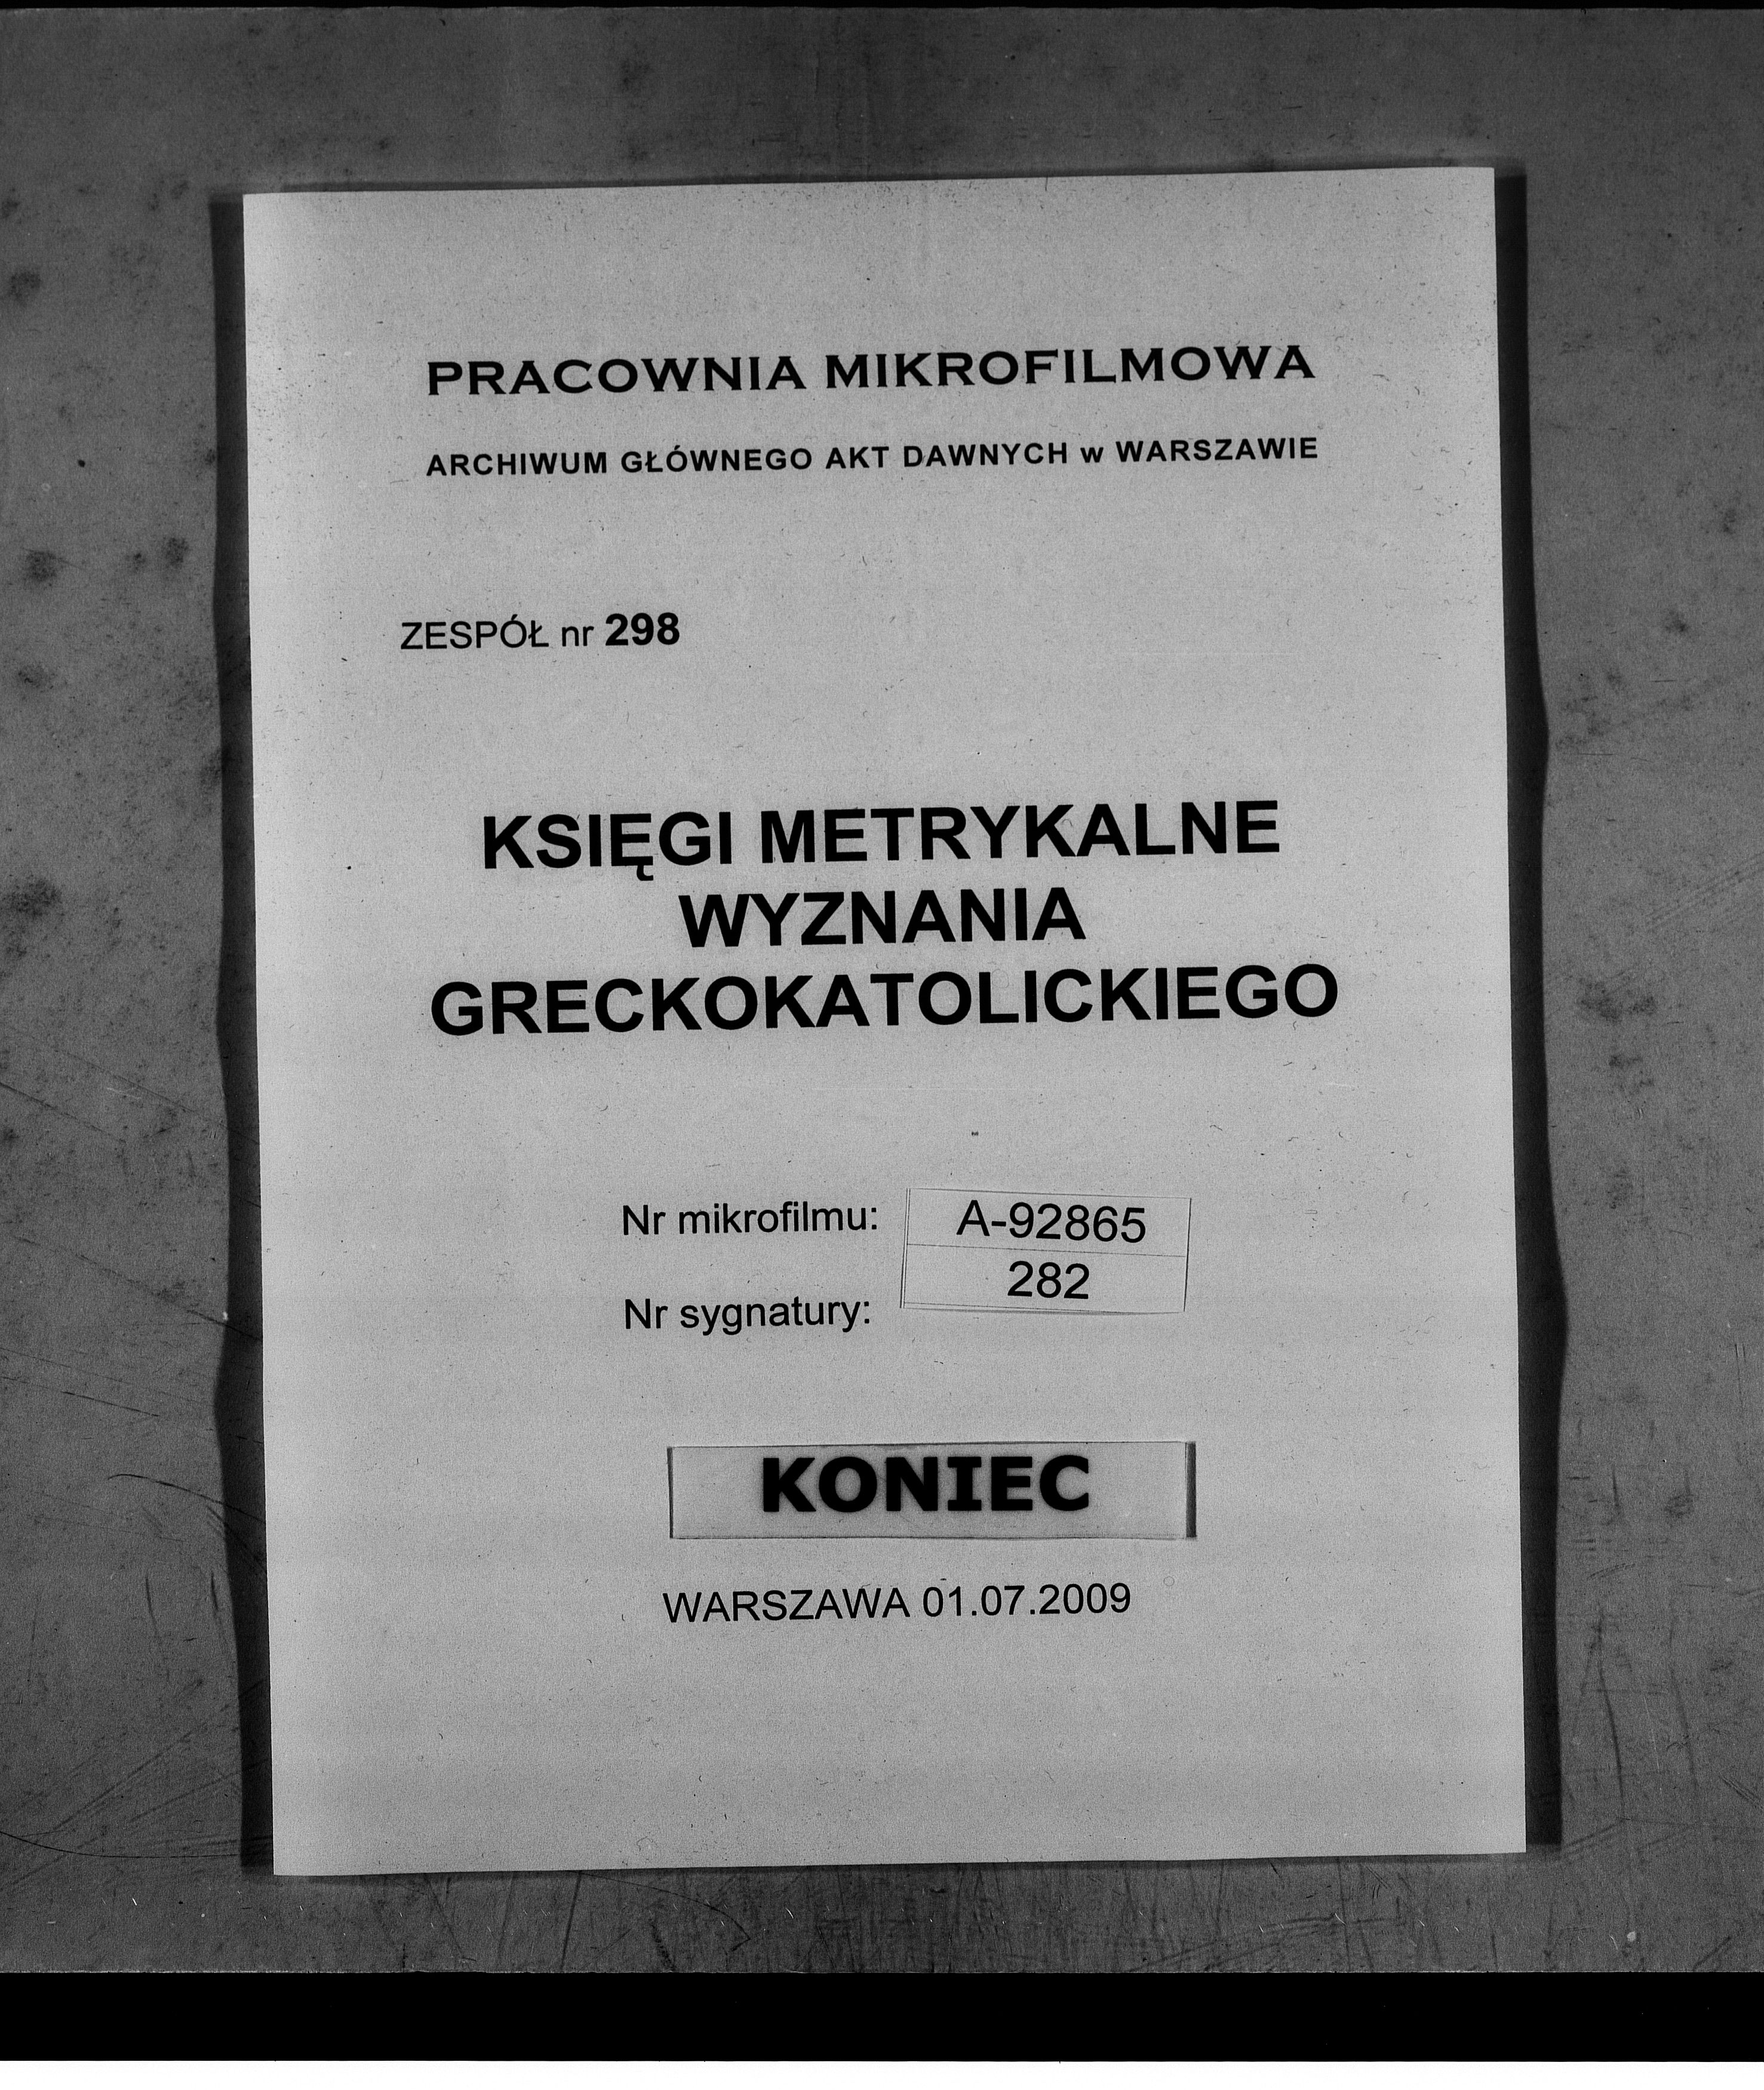 PRACOWNIA MIKROFILMOWA
ARCHIWUM GŁÓWNEGO AKT DAWNYCH w WARSZAWIE
ZESPÓŁ nr 298
KSIĘGI METRYKALNE
WYZNANIA
GRECKOKATOLICKIEGO
Nr mikrofilmu: A-92865
Nr sygnatury: 282
KONIEC
WARSZAWA 01.07.2009